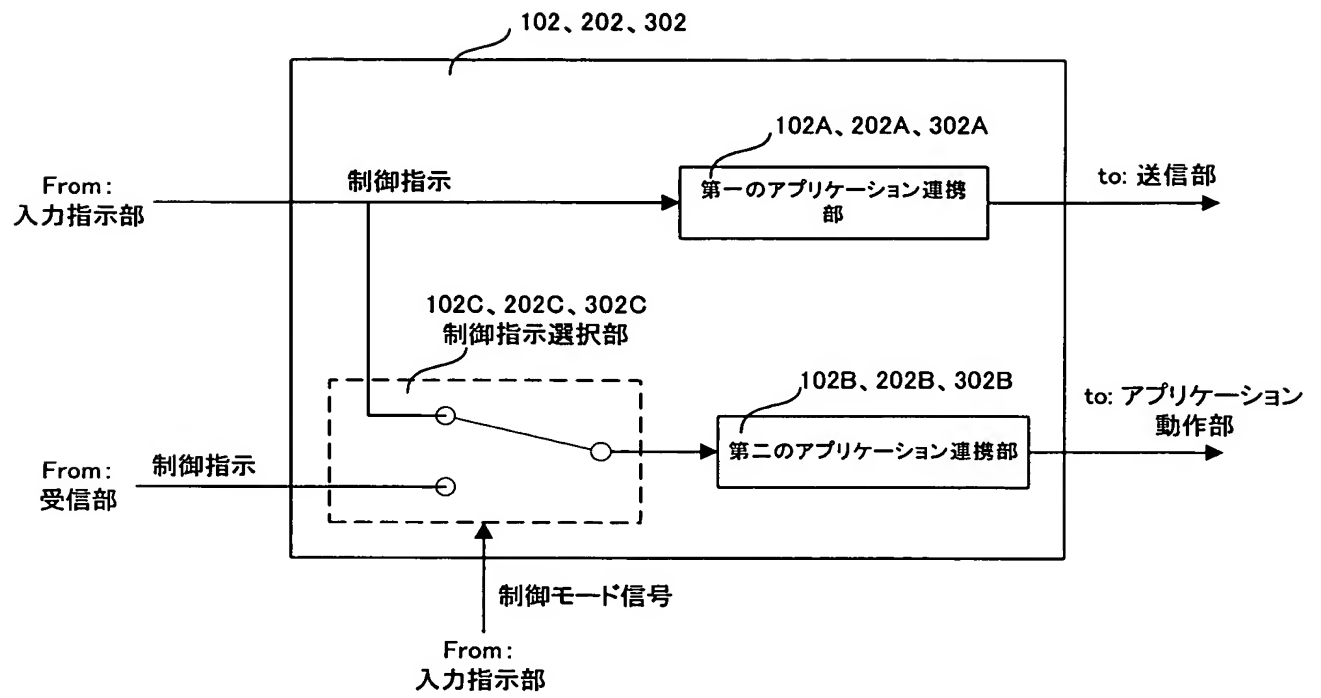 102、202、302
102A、202A、302A
From:
入力指示部
制御指示
第一のアプリケーション連携
部
to: 送信部
102C、202C、302C
制御指示選択部
102B、202B、302B
to: アプリケーション
動作部
From:
受信部
制御指示
第二のアプリケーション連携部
制御モード信号
From:
入力指示部